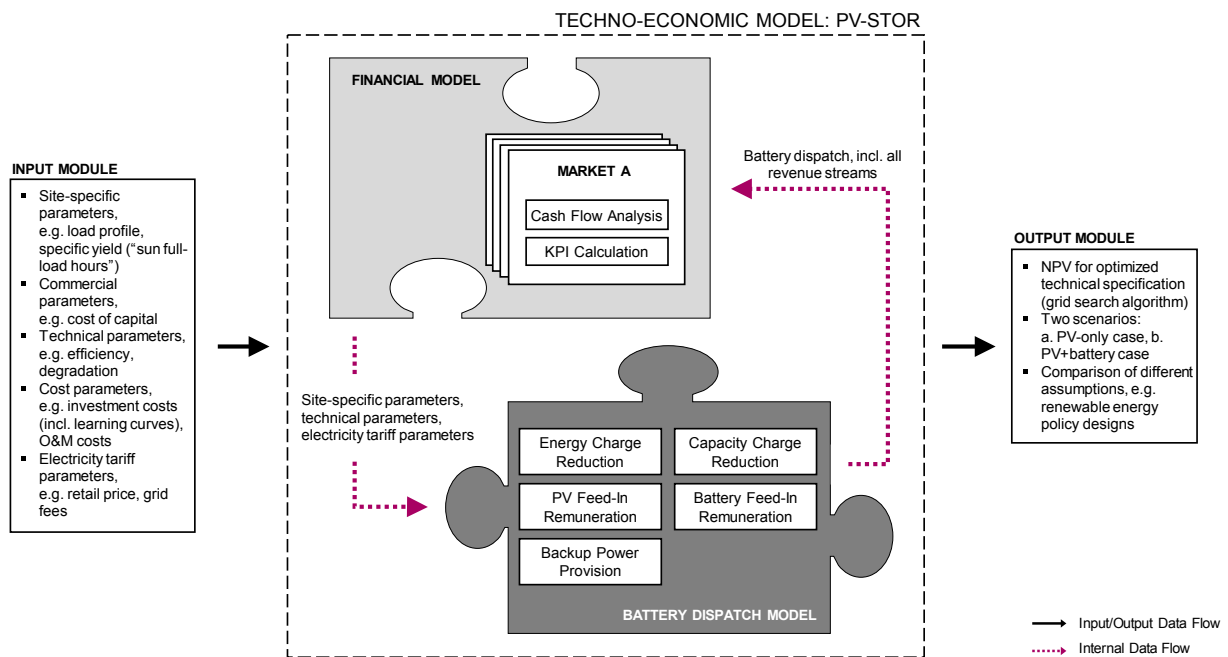 TECHNO-ECONOMIC MODEL: PV-STOR
INPUT MODULE
▪ Site-specific
parameters,
e.g. load profile,
specific yield (“sun full-
load hours”)
▪ Commercial
parameters,
e.g. cost of capital
▪ Technical parameters,
e.g. efficiency,
degradation
▪ Cost parameters,
e.g. investment costs
(incl. learning curves),
O&M costs
▪ Electricity tariff
parameters,
e.g. retail price, grid
fees
FINANCIAL MODEL
MARKET A
Cash Flow Analysis
KPI Calculation
Battery dispatch, incl. all
revenue streams
Site-specific parameters,
technical parameters,
electricity tariff parameters
Energy Charge
Reduction
Capacity Charge
Reduction
PV Feed-In
Remuneration
Battery Feed-In
Remuneration
Backup Power
Provision
BATTERY DISPATCH MODEL
OUTPUT MODULE
▪ NPV for optimized
technical specification
(grid search algorithm)
▪ Two scenarios:
a. PV-only case, b.
PV+battery case
▪ Comparison of different
assumptions, e.g.
renewable energy
policy designs
Input/Output Data Flow
Internal Data Flow